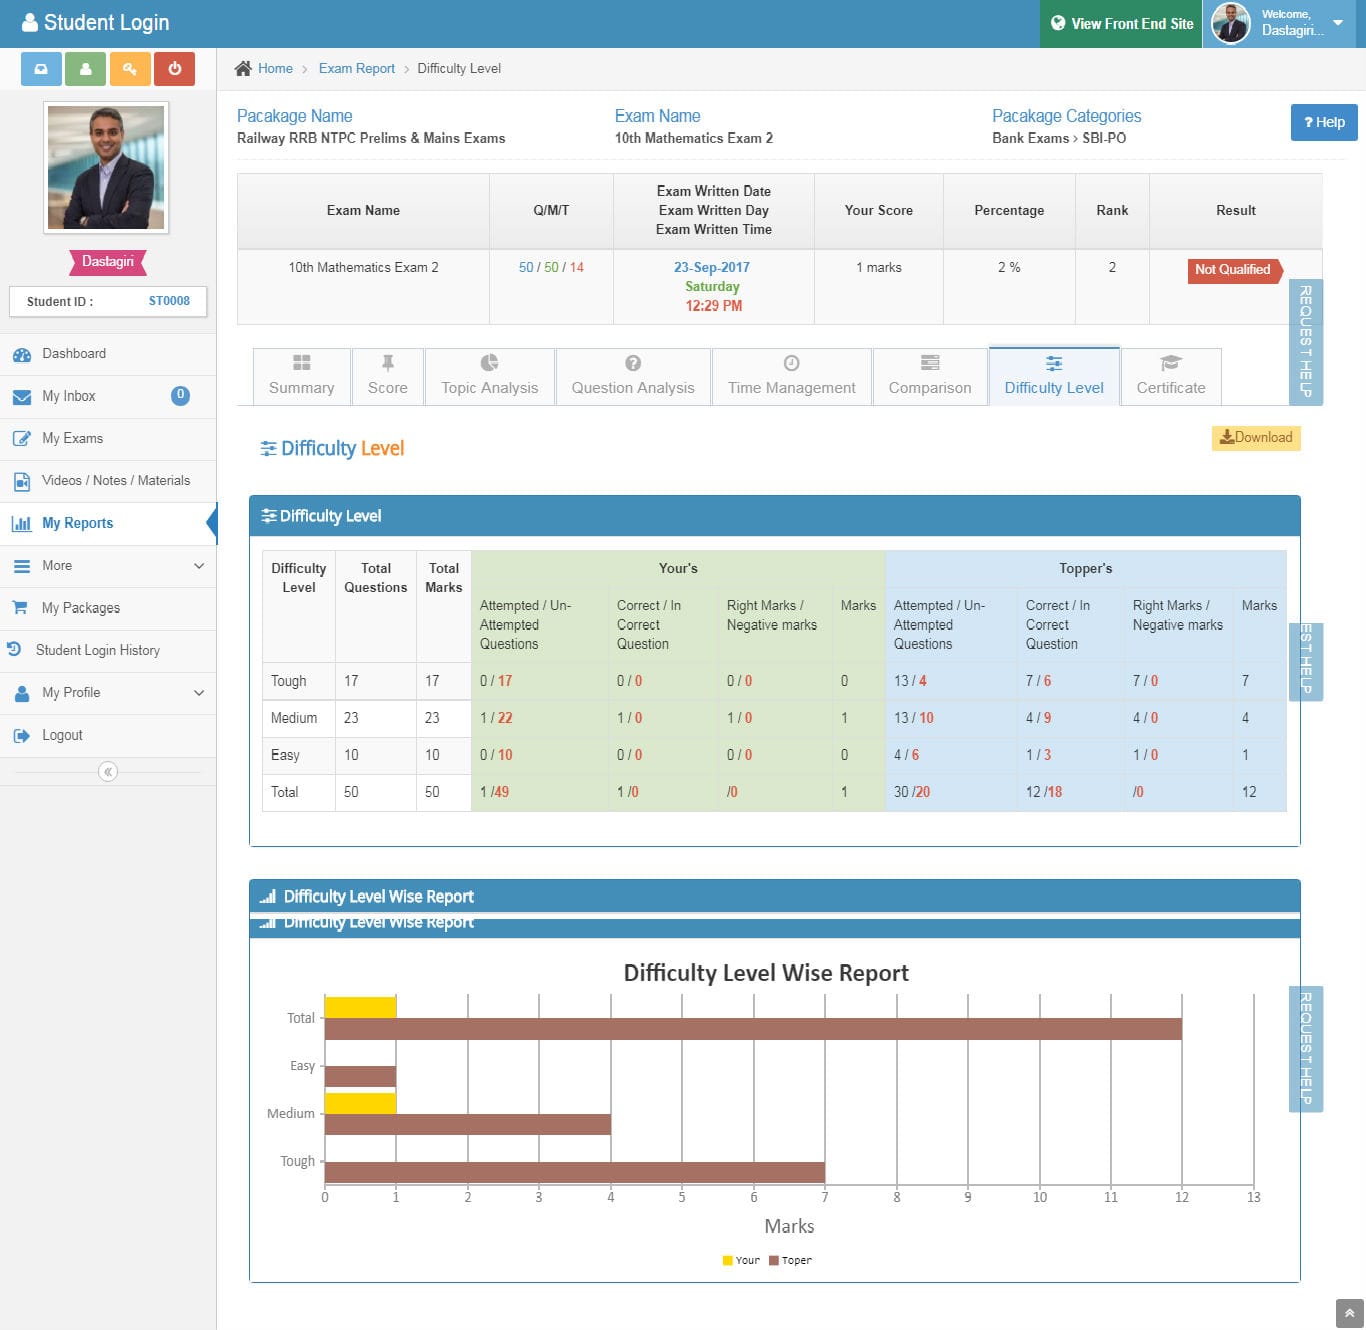 Student Login
View Front End Site
Welcome,
Dastagiri...
Home > Exam Report > Difficulty Level
Dastagiri
Student ID : ST0008
Dashboard
My Inbox 0
My Exams
Videos / Notes / Materials
My Reports
More
My Packages
Student Login History
My Profile
Logout
Pacakage Name Exam Name Pacakage Categories
Railway RRB NTPC Prelims & Mains Exams 10th Mathematics Exam 2 Bank Exams > SBI-PO
? Help
Exam Name Q/M/T Exam Written Date Your Score Percentage Rank Result
Exam Written Day
Exam Written Time
10th Mathematics Exam 2 50 / 50 / 14 23-Sep-2017 1 marks 2 % 2 Not Qualified
Saturday
12:29 PM
REQUEST HELP
Summary Score Topic Analysis Question Analysis Time Management Comparison Difficulty Level Certificate
Difficulty Level
Download
Difficulty Level
Difficulty Level Total Questions Total Marks Your's Topper's
Attempted / Un-Attempted Questions Correct / In Correct Question Right Marks / Negative marks Marks Attempted / Un-Attempted Questions Correct / In Correct Question Right Marks / Negative marks Marks
Tough 17 17 0 / 17 0 / 0 0 / 0 0 13 / 4 7 / 6 7 / 0 7
Medium 23 23 1 / 22 1 / 0 1 / 0 1 13 / 10 4 / 9 4 / 0 4
Easy 10 10 0 / 10 0 / 0 0 / 0 0 4 / 6 1 / 3 1 / 0 1
Total 50 50 1 /49 1 /0 /0 1 30 /20 12 /18 /0 12
EST HELP
Difficulty Level Wise Report
Difficulty Level Wise Report
Difficulty Level Wise Report
Total
Easy
Medium
Tough
0 1 2 3 4 5 6 7 8 9 10 11 12 13
Marks
Your Toper
REQUEST HELP